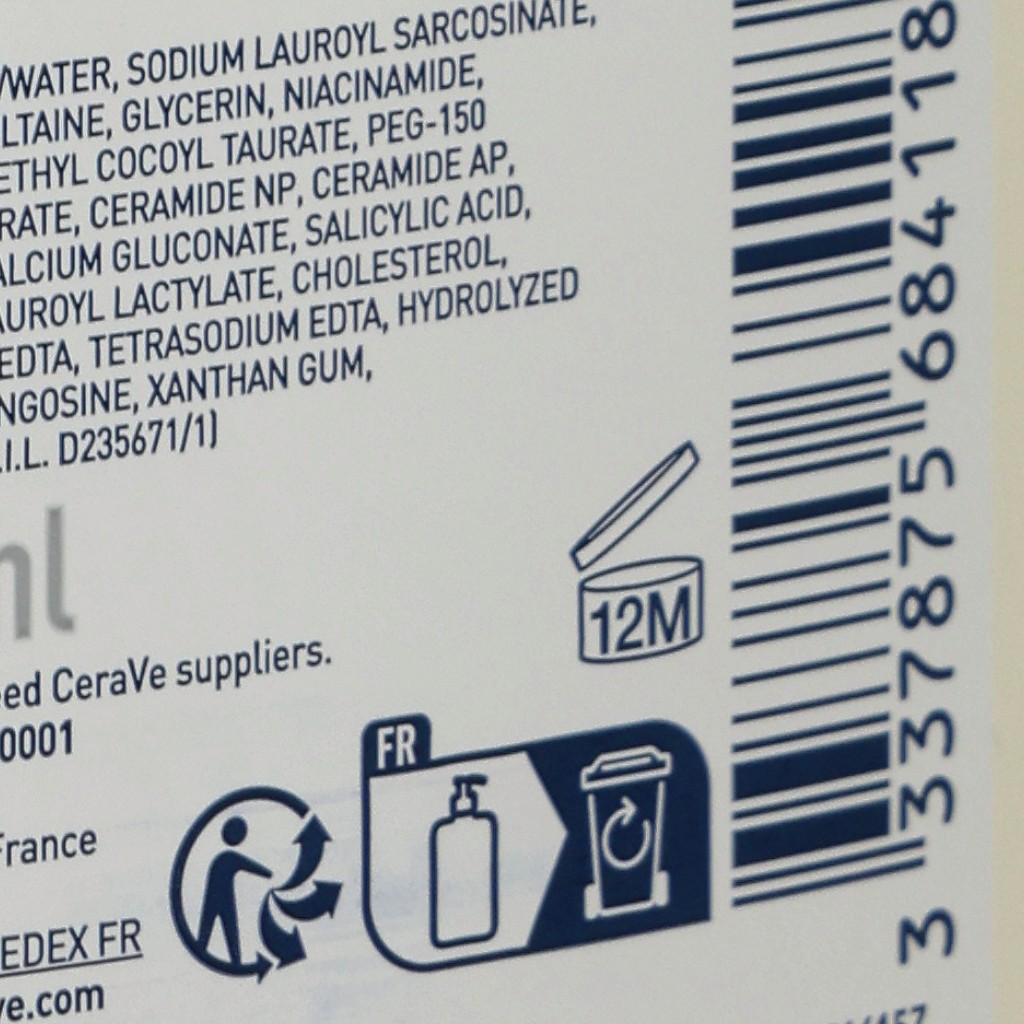 /WATER, SODIUM LAUROYL SARCOSINATE,
LTAINE, GLYCERIN, NIACINAMIDE,
ETHYL COCOYL TAURATE, PEG-150
RATE, CERAMIDE NP, CERAMIDE AP,
ALCIUM GLUCONATE, SALICYLIC ACID,
AUROYL LACTYLATE, CHOLESTEROL,
EDTA, TETRASODIUM EDTA, HYDROLYZED
NGOSINE, XANTHAN GUM,
.I.L. D235671/1)
ml
12M
eed CeraVe suppliers.
0001
FR
France
EDEX FR
ve.com
3 337875 684118